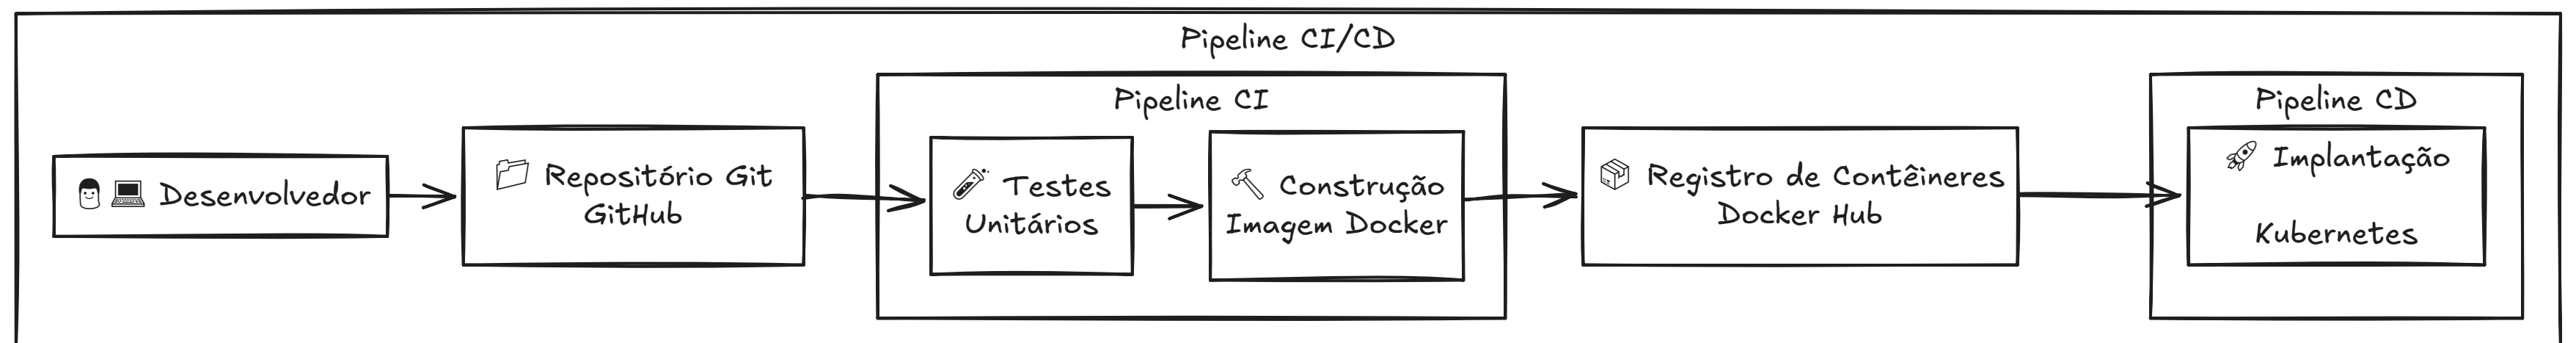 Pipeline CI/CD
Pipeline CI
Pipeline CD
Desenvolvedor
Repositório Git
GitHub
Testes
Unitários
Construção
Imagem Docker
Registro de Contêineres
Docker Hub
Implantação
Kubernetes